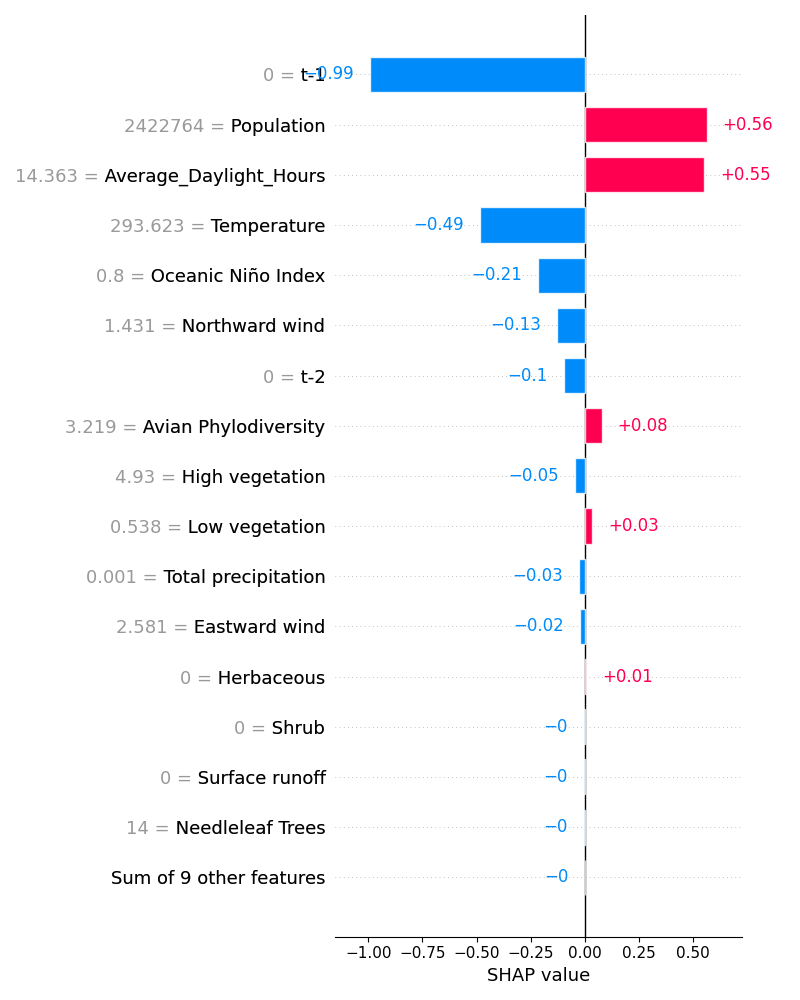 0 = t-1 −0.99
2422764 = Population +0.56
14.363 = Average_Daylight_Hours +0.55
293.623 = Temperature −0.49
0.8 = Oceanic Niño Index −0.21
1.431 = Northward wind −0.13
0 = t-2 −0.1
3.219 = Avian Phylodiversity +0.08
4.93 = High vegetation −0.05
0.538 = Low vegetation +0.03
0.001 = Total precipitation −0.03
2.581 = Eastward wind −0.02
0 = Herbaceous +0.01
0 = Shrub −0
0 = Surface runoff −0
14 = Needleleaf Trees −0
Sum of 9 other features −0
−1.00 −0.75 −0.50 −0.25 0.00 0.25 0.50
SHAP value